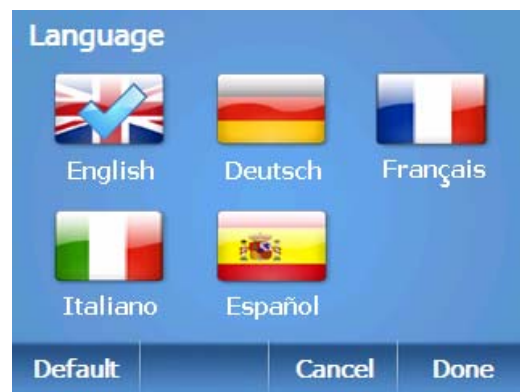 Language
English Deutsch Français
Italiano Español
Default Cancel Done